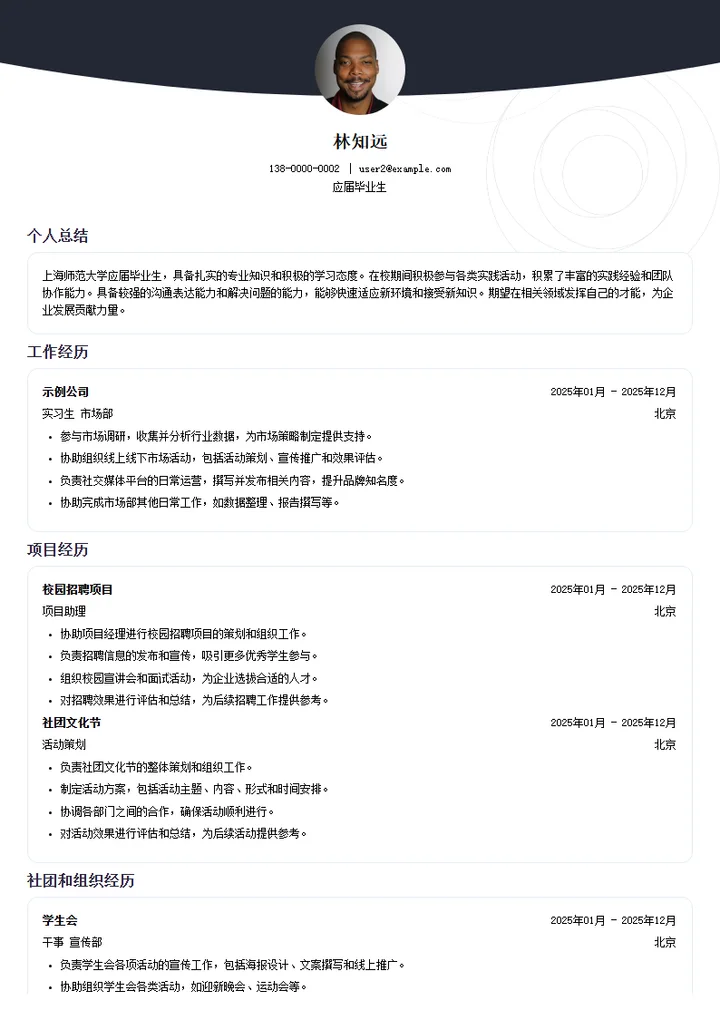 林知远
138-0000-0002 | user2@example.com
应届毕业生
个人总结
上海师范大学应届毕业生，具备扎实的专业知识和积极的学习态度。在校期间积极参与各类实践活动，积累了丰富的实践经验和团队
协作能力。具备较强的沟通表达能力和解决问题的能力，能够快速适应新环境和接受新知识。期望在相关领域发挥自己的才能，为企
业发展贡献力量。
工作经历
示例公司 2025年01月 - 2025年12月
实习生 市场部 北京
• 参与市场调研，收集并分析行业数据，为市场策略制定提供支持。
• 协助组织线上线下市场活动，包括活动策划、宣传推广和效果评估。
• 负责社交媒体平台的日常运营，撰写并发布相关内容，提升品牌知名度。
• 协助完成市场部其他日常工作，如数据整理、报告撰写等。
项目经历
校园招聘项目 2025年01月 - 2025年12月
项目助理 北京
• 协助项目经理进行校园招聘项目的策划和组织工作。
• 负责招聘信息的发布和宣传，吸引更多优秀学生参与。
• 组织校园宣讲会和面试活动，为企业选拔合适的人才。
• 对招聘效果进行评估和总结，为后续招聘工作提供参考。
社团文化节 2025年01月 - 2025年12月
活动策划 北京
• 负责社团文化节的整体策划和组织工作。
• 制定活动方案，包括活动主题、内容、形式和时间安排。
• 协调各部门之间的合作，确保活动顺利进行。
• 对活动效果进行评估和总结，为后续活动提供参考。
社团和组织经历
学生会 2025年01月 - 2025年12月
干事 宣传部 北京
• 负责学生会各项活动的宣传工作，包括海报设计、文案撰写和线上推广。
• 协助组织学生会各类活动，如迎新晚会、运动会等。